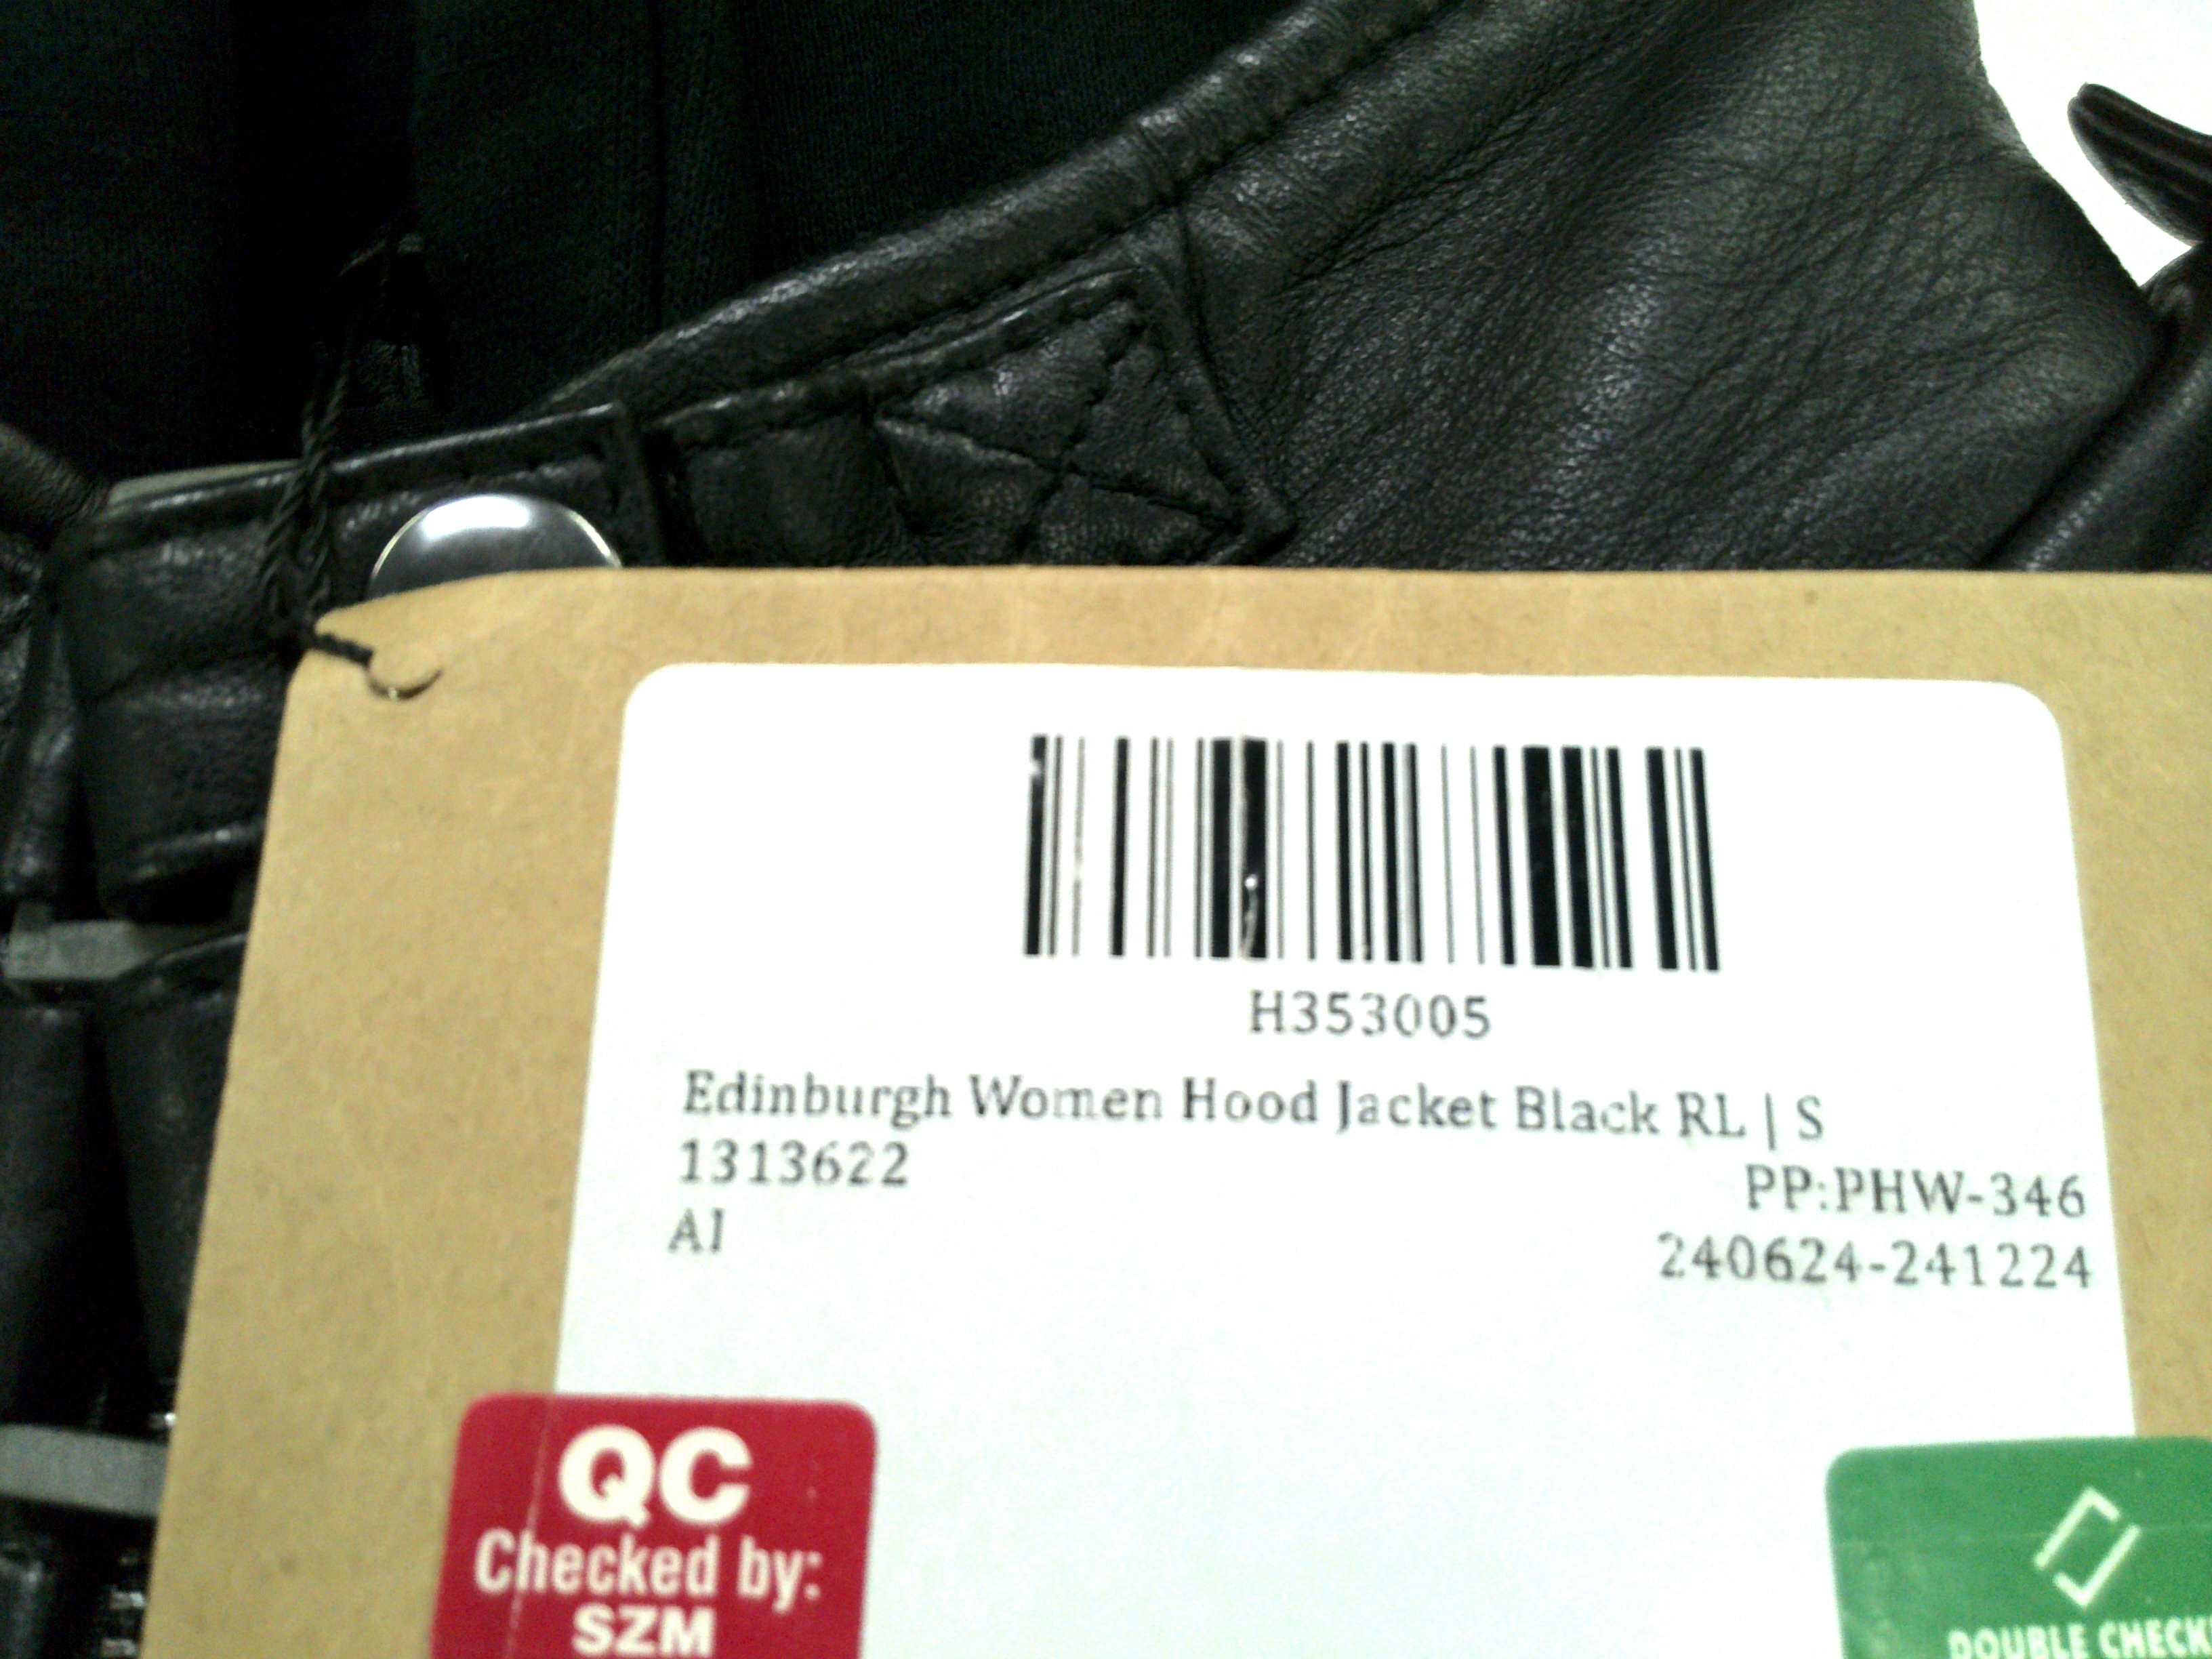 H353005
Edinburgh Women Hood Jacket Black RL | S
1313622
PP:PHW-346
AI
240624-241224
QC
Checked by:
SZM
DOUBLE CHECK